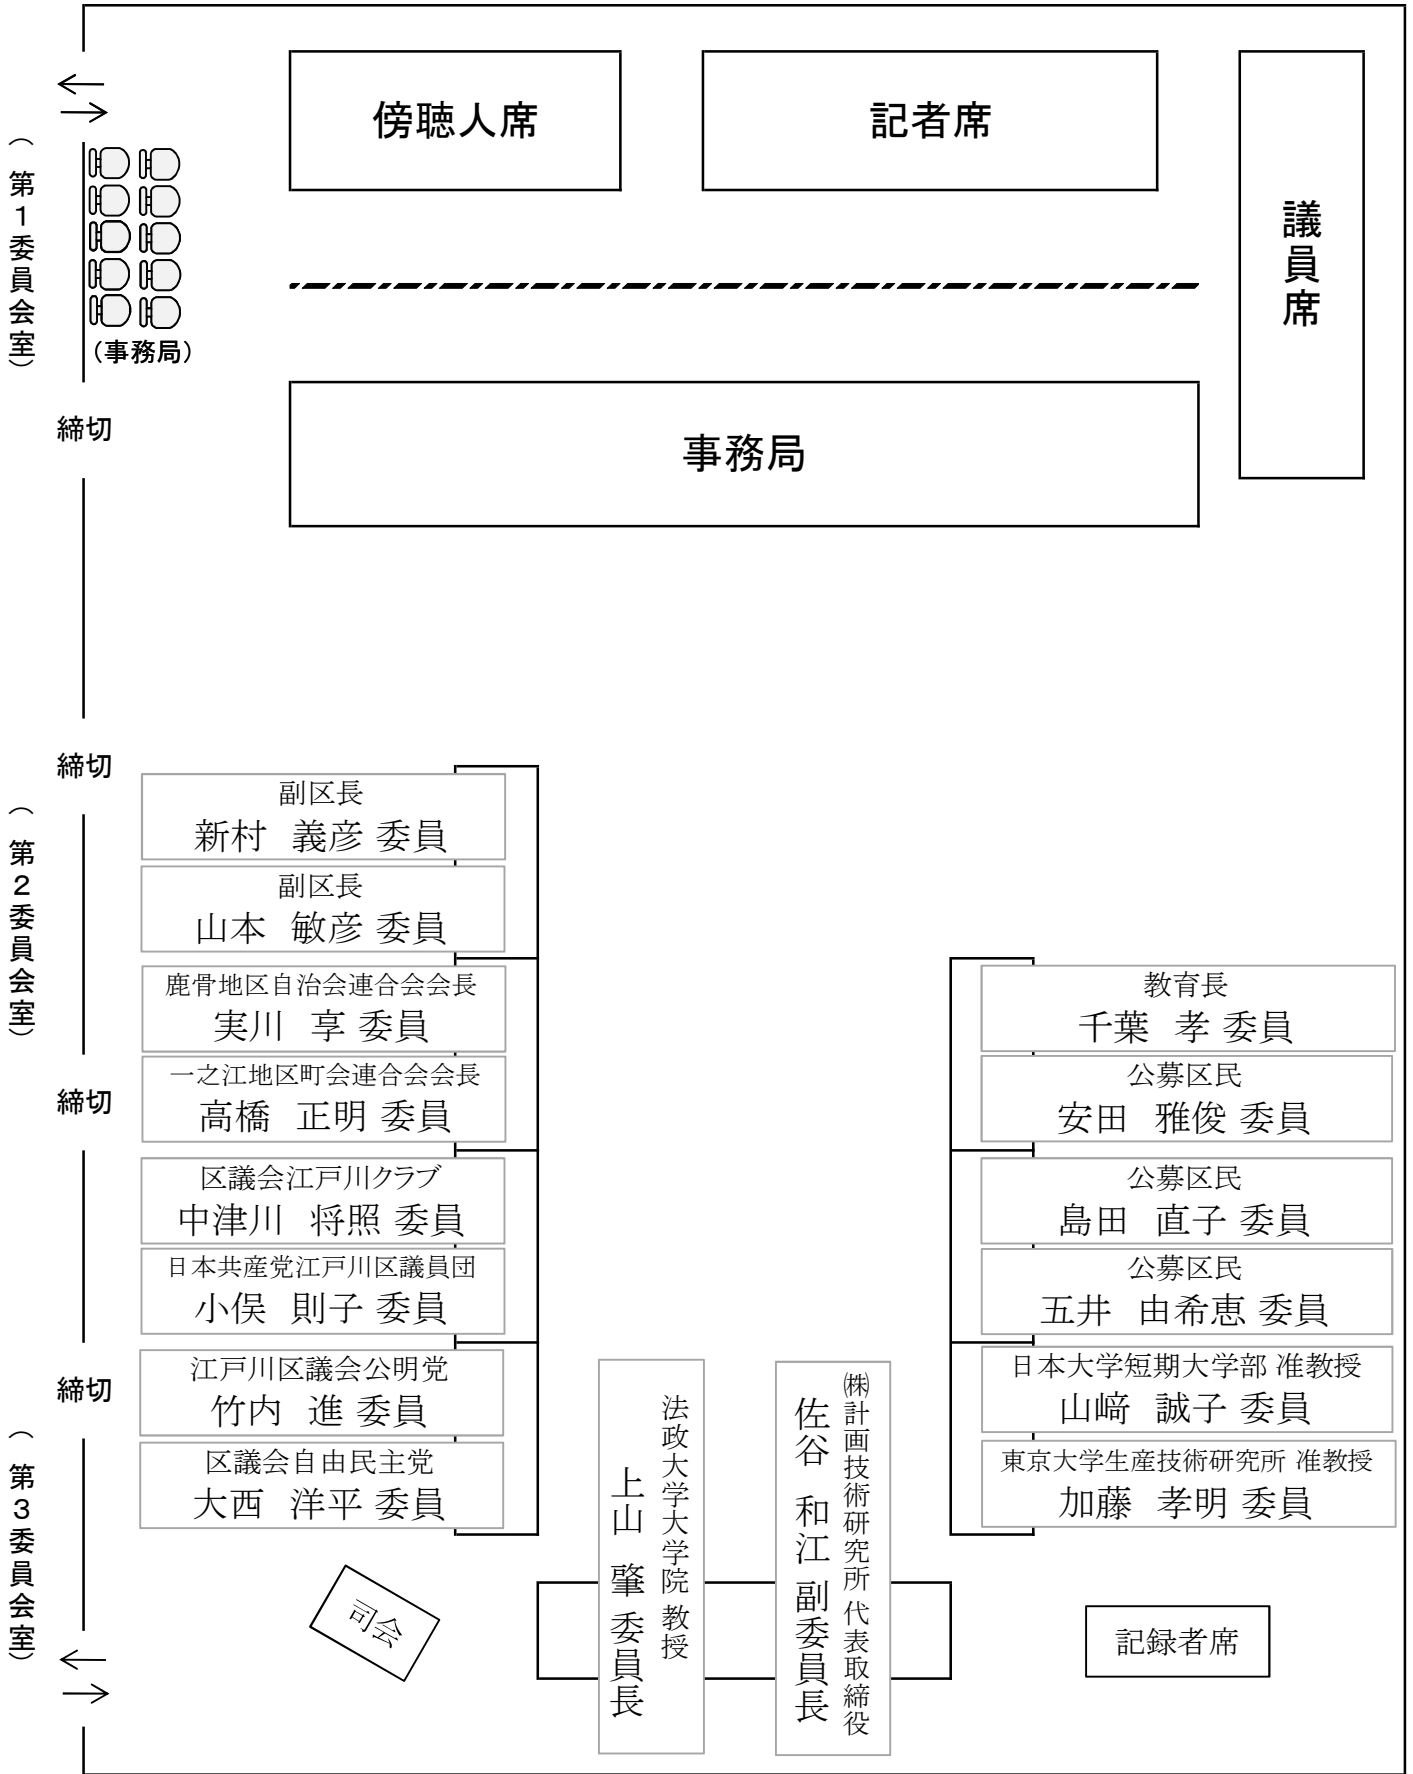 傍聴人席
記者席
議員席
（第１委員会室）
（事務局）
締切
事務局
締切
（第２委員会室）
副区長
新村 義彦 委員
副区長
山本 敏彦 委員
鹿骨地区自治会連合会会長
実川 享 委員
一之江地区町会連合会会長
高橋 正明 委員
締切
区議会江戸川クラブ
中津川 将照 委員
日本共産党江戸川区議員団
小俣 則子 委員
江戸川区議会公明党
竹内 進 委員
締切
区議会自由民主党
大西 洋平 委員
（第３委員会室）
教育長
千葉 孝 委員
公募区民
安田 雅俊 委員
公募区民
島田 直子 委員
公募区民
五井 由希恵 委員
日本大学短期大学部 准教授
山﨑 誠子 委員
東京大学生産技術研究所 准教授
加藤 孝明 委員
㈱計画技術研究所 代表取締役
佐谷 和江 副委員長
法政大学大学院 教授
上山 肇 委員長
司会
記録者席